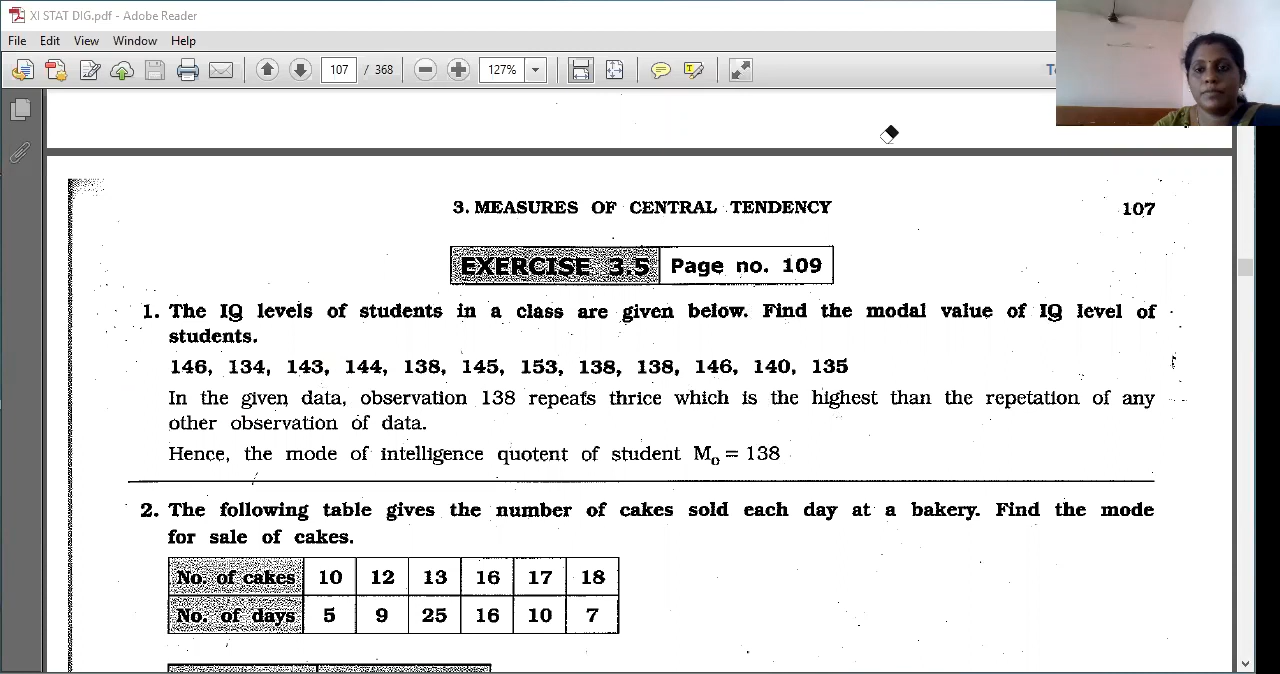 XI STAT DIG.pdf - Adobe Reader
File Edit View Window Help
107 / 368 127%
3. MEASURES OF CENTRAL TENDENCY 107
EXERCISE 3.5 Page no. 109
1. The IQ levels of students in a class are given below. Find the modal value of IQ level of
students.
146, 134, 143, 144, 138, 145, 153, 138, 138, 146, 140, 135
In the given data, observation 138 repeats thrice which is the highest than the repetation of any
other observation of data.
Hence, the mode of intelligence quotent of student Mo = 138
2. The following table gives the number of cakes sold each day at a bakery. Find the mode
for sale of cakes.
No. of cakes 10 12 13 16 17 18
No. of days 5 9 25 16 10 7